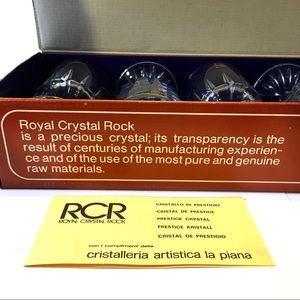 Royal Crystal Rock
is a precious crystal; its transparency is the
result of centuries of manufacturing experien-
ce and of the use of the most pure and genuine
raw materials.
RCR
ROYAL CRYSTAL ROCK
CRISTALLO DI PRESTIGIO
CRISTAL DE PRESTIGE
PRESTIGE CRYSTAL
PRESTIGE KRISTALL
CRISTAL DE PRESTIGIO
con i complimenti della
cristalleria artistica la piana